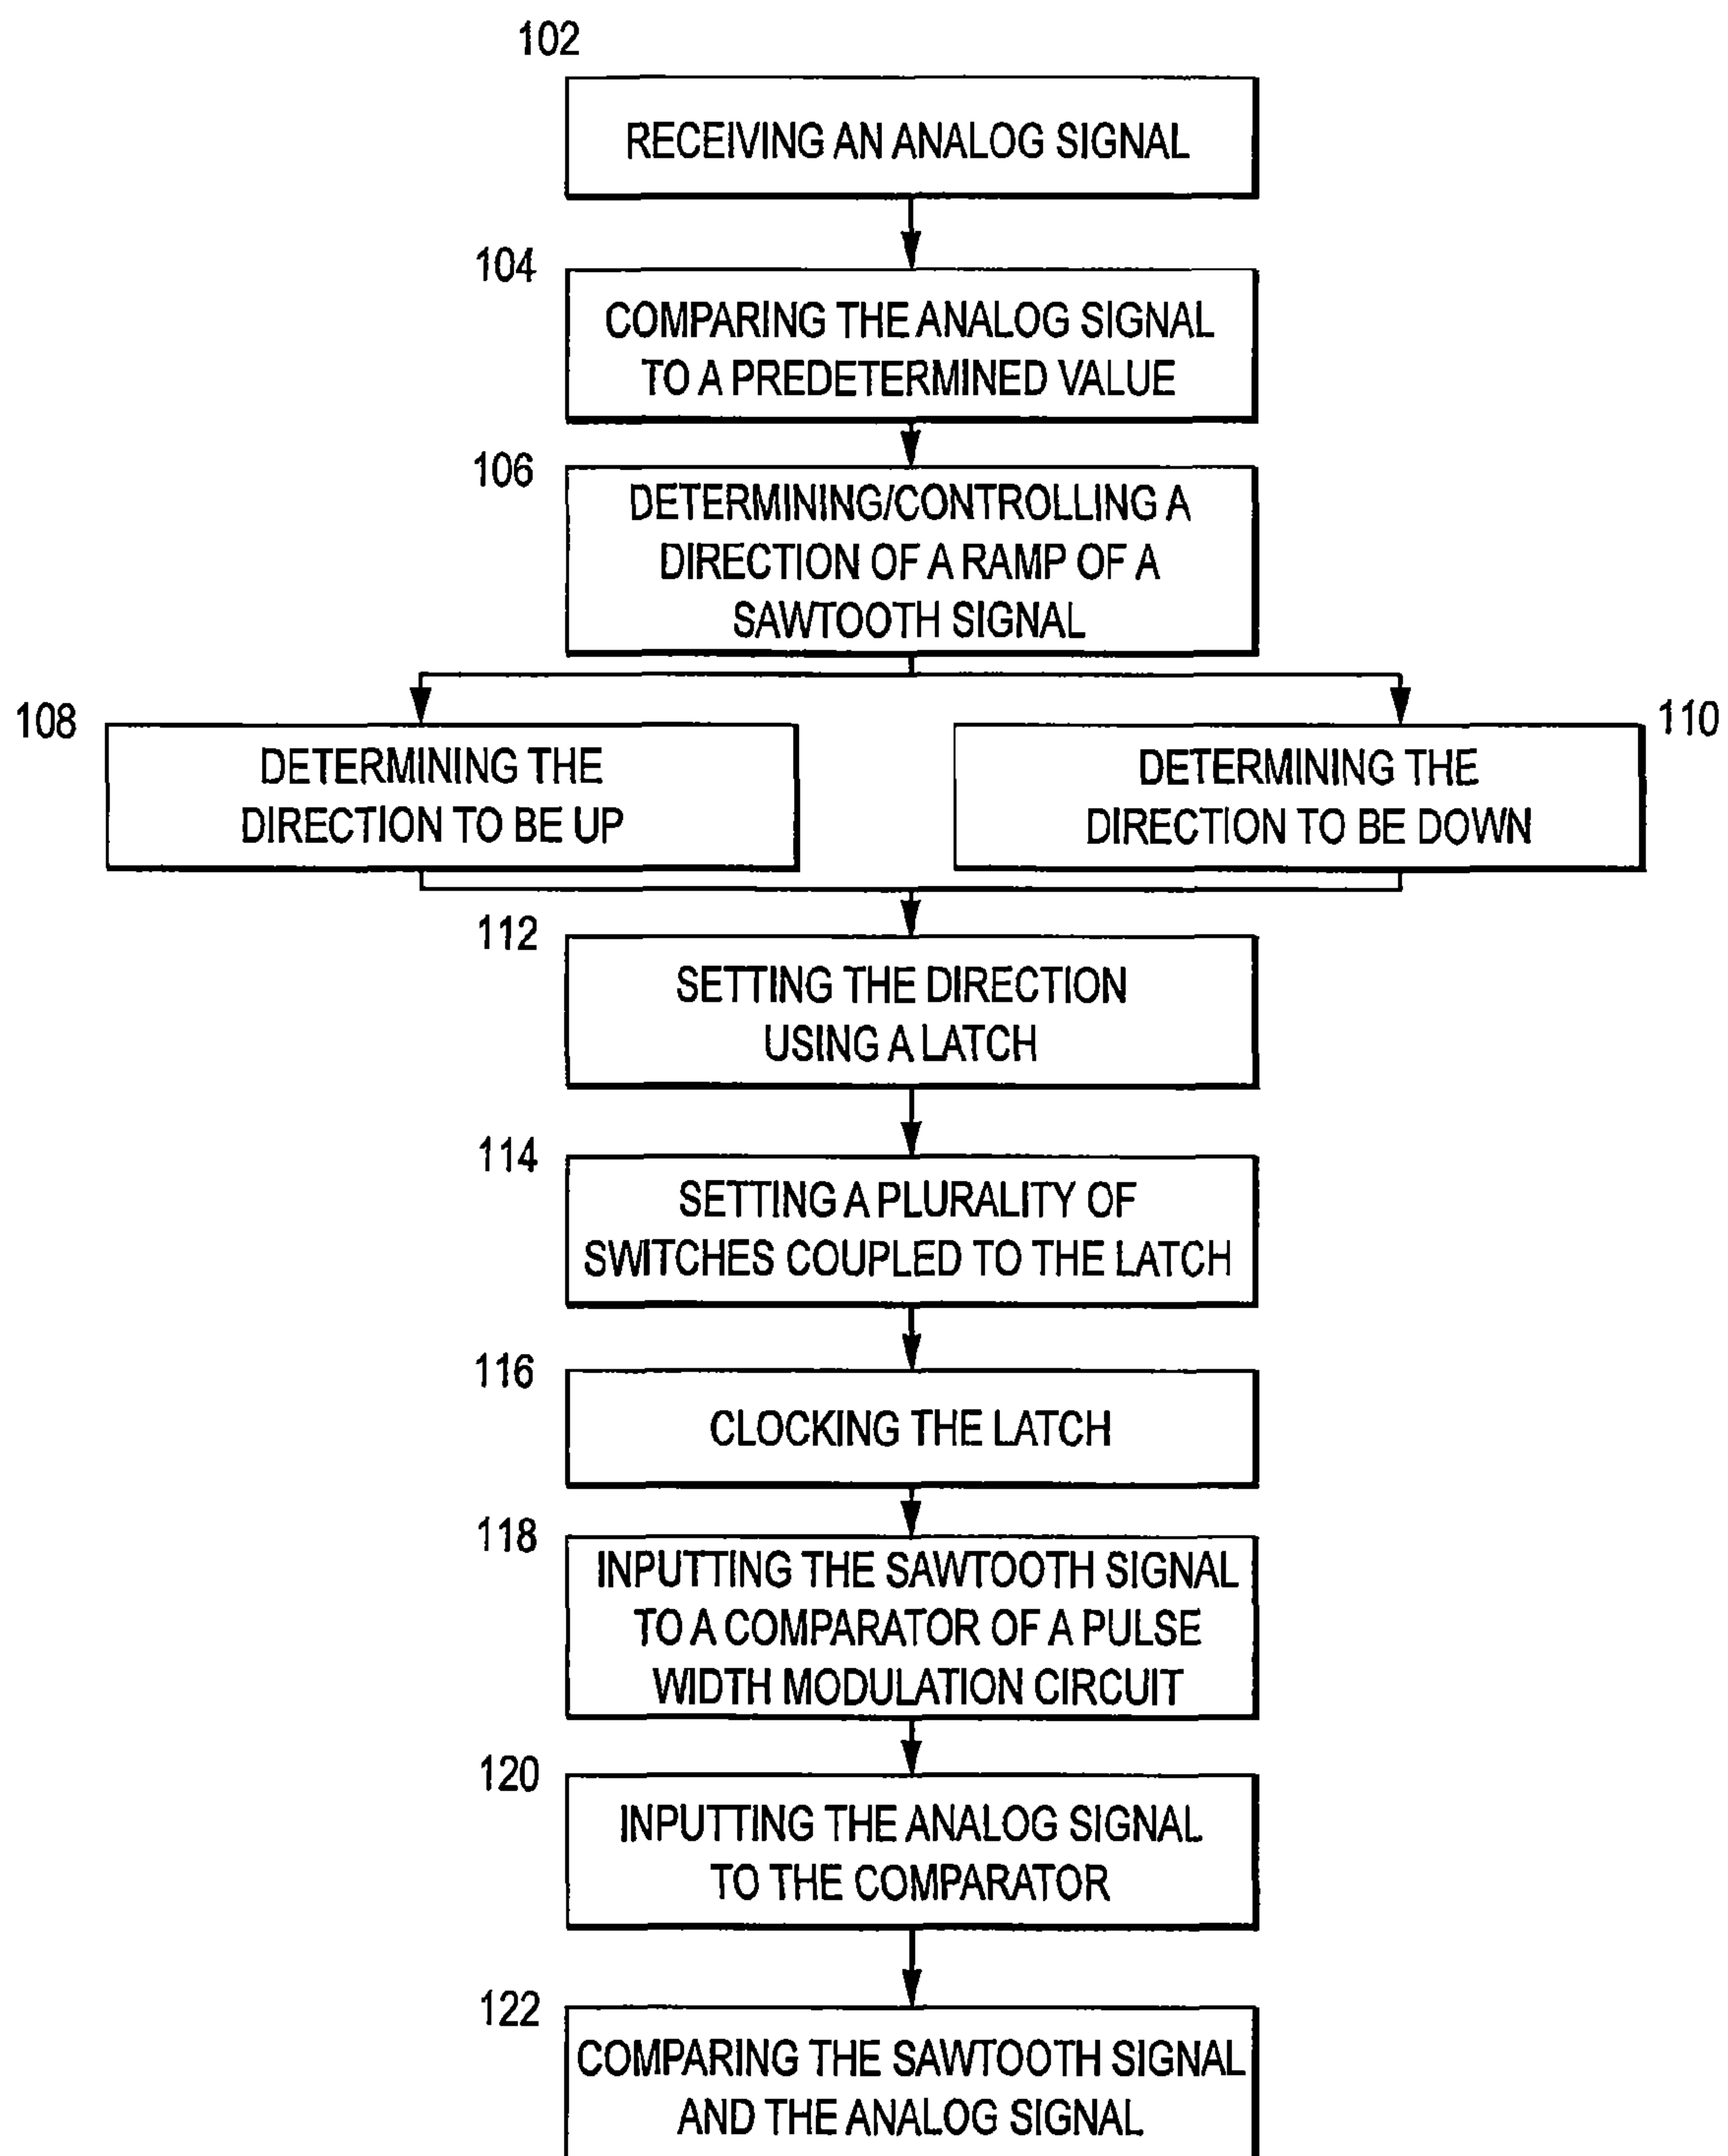 102
RECEIVING AN ANALOG SIGNAL
104
COMPARING THE ANALOG SIGNAL
TO A PREDETERMINED VALUE
106
DETERMINING/CONTROLLING A
DIRECTION OF A RAMP OF A
SAWTOOTH SIGNAL
108
DETERMINING THE
DIRECTION TO BE UP
110
DETERMINING THE
DIRECTION TO BE DOWN
112
SETTING THE DIRECTION
USING A LATCH
114
SETTING A PLURALITY OF
SWITCHES COUPLED TO THE LATCH
116
CLOCKING THE LATCH
118
INPUTTING THE SAWTOOTH SIGNAL
TO A COMPARATOR OF A PULSE
WIDTH MODULATION CIRCUIT
120
INPUTTING THE ANALOG SIGNAL
TO THE COMPARATOR
122
COMPARING THE SAWTOOTH SIGNAL
AND THE ANALOG SIGNAL